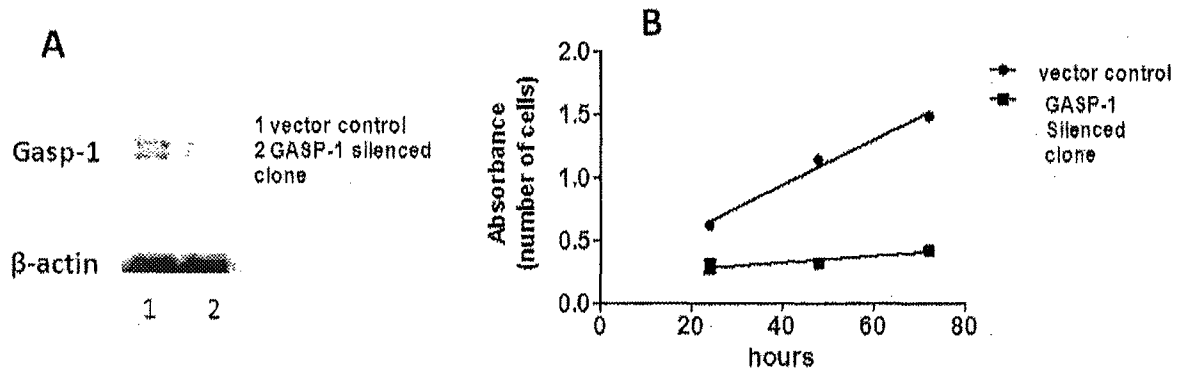 A
Gasp-1
1 vector control
2 GASP-1 silenced
clone
β-actin
1 2
B
Absorbance
(number of cells)
2.0
1.5
1.0
0.5
0.0
0 20 40 60 80
hours
vector control
GASP-1
Silenced
clone